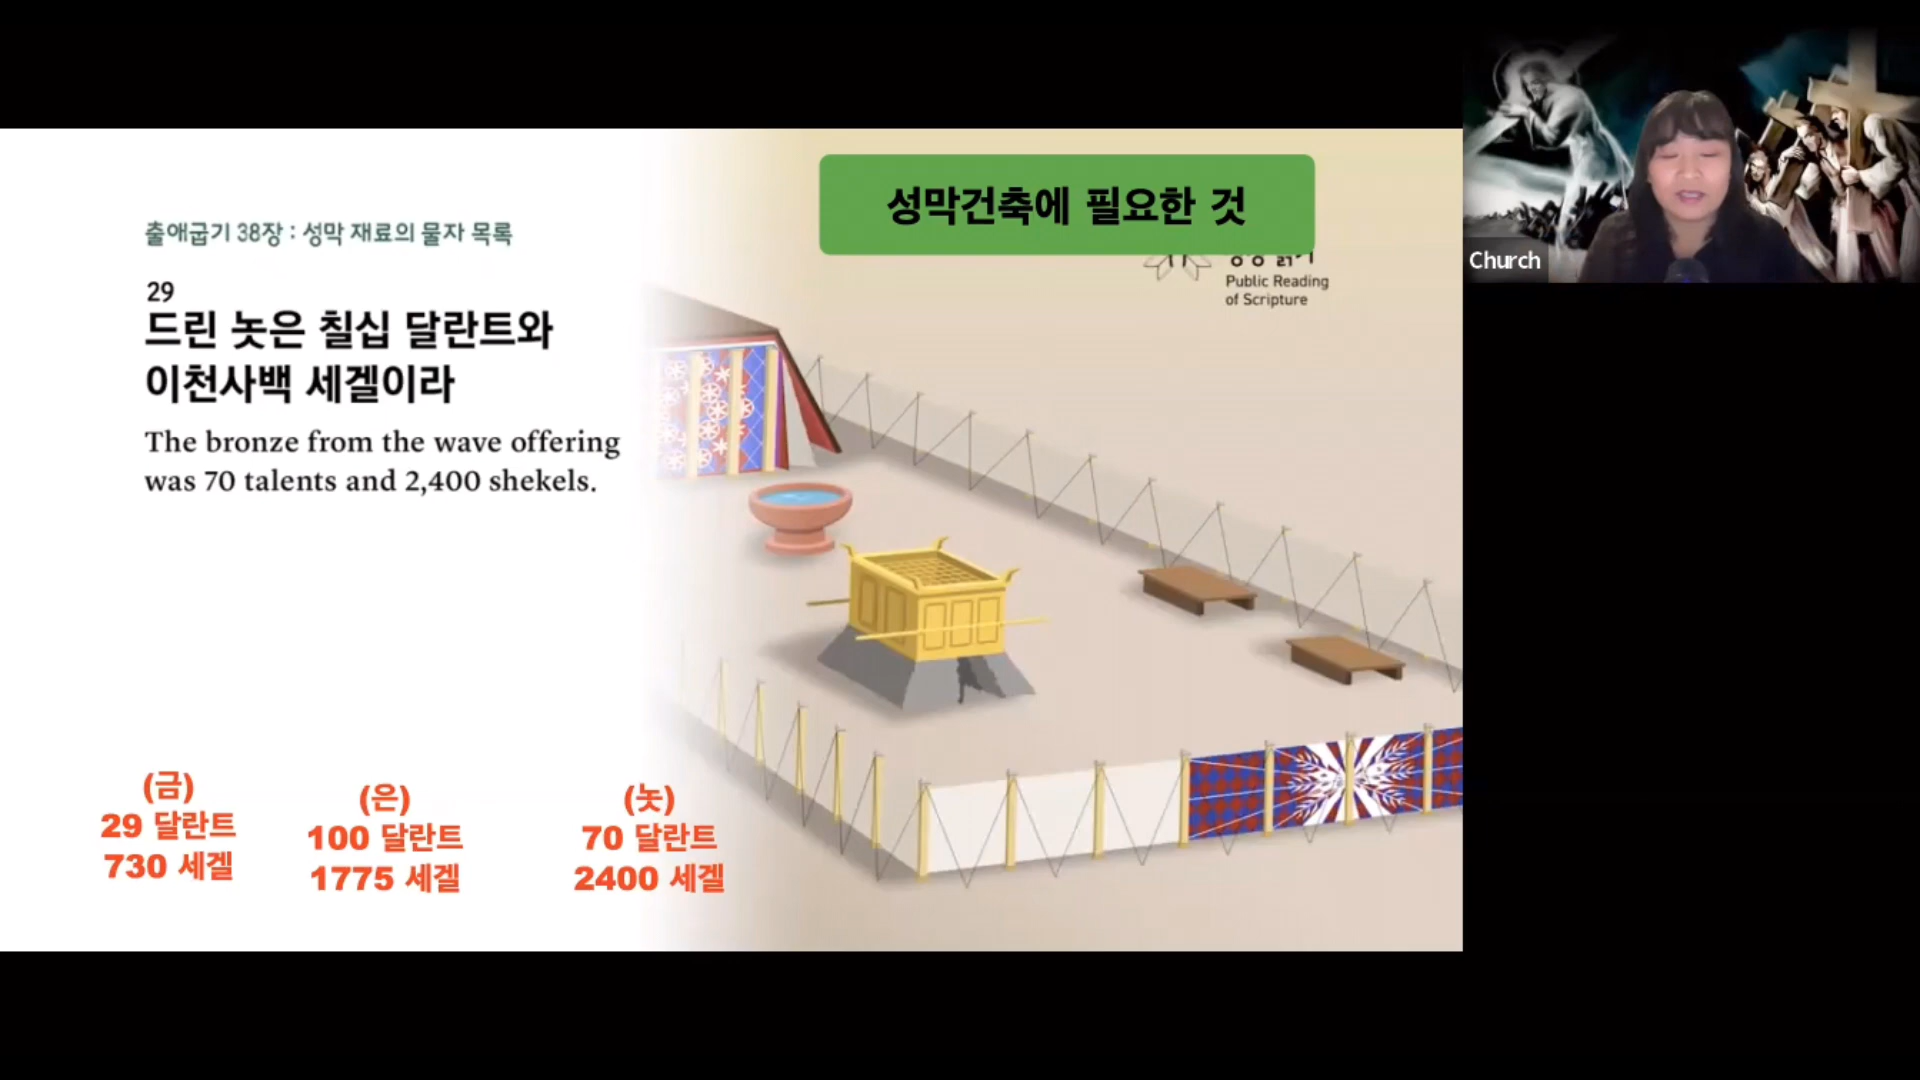 성막건축에 필요한 것
Public Reading
of Scripture
출애굽기 38장 : 성막 재료의 물자 목록
29
드린 놋은 칠십 달란트와
이천사백 세겔이라
The bronze from the wave offering
was 70 talents and 2,400 shekels.
(금)
29 달란트
730 세겔
(은)
100 달란트
1775 세겔
(놋)
70 달란트
2400 세겔
Church